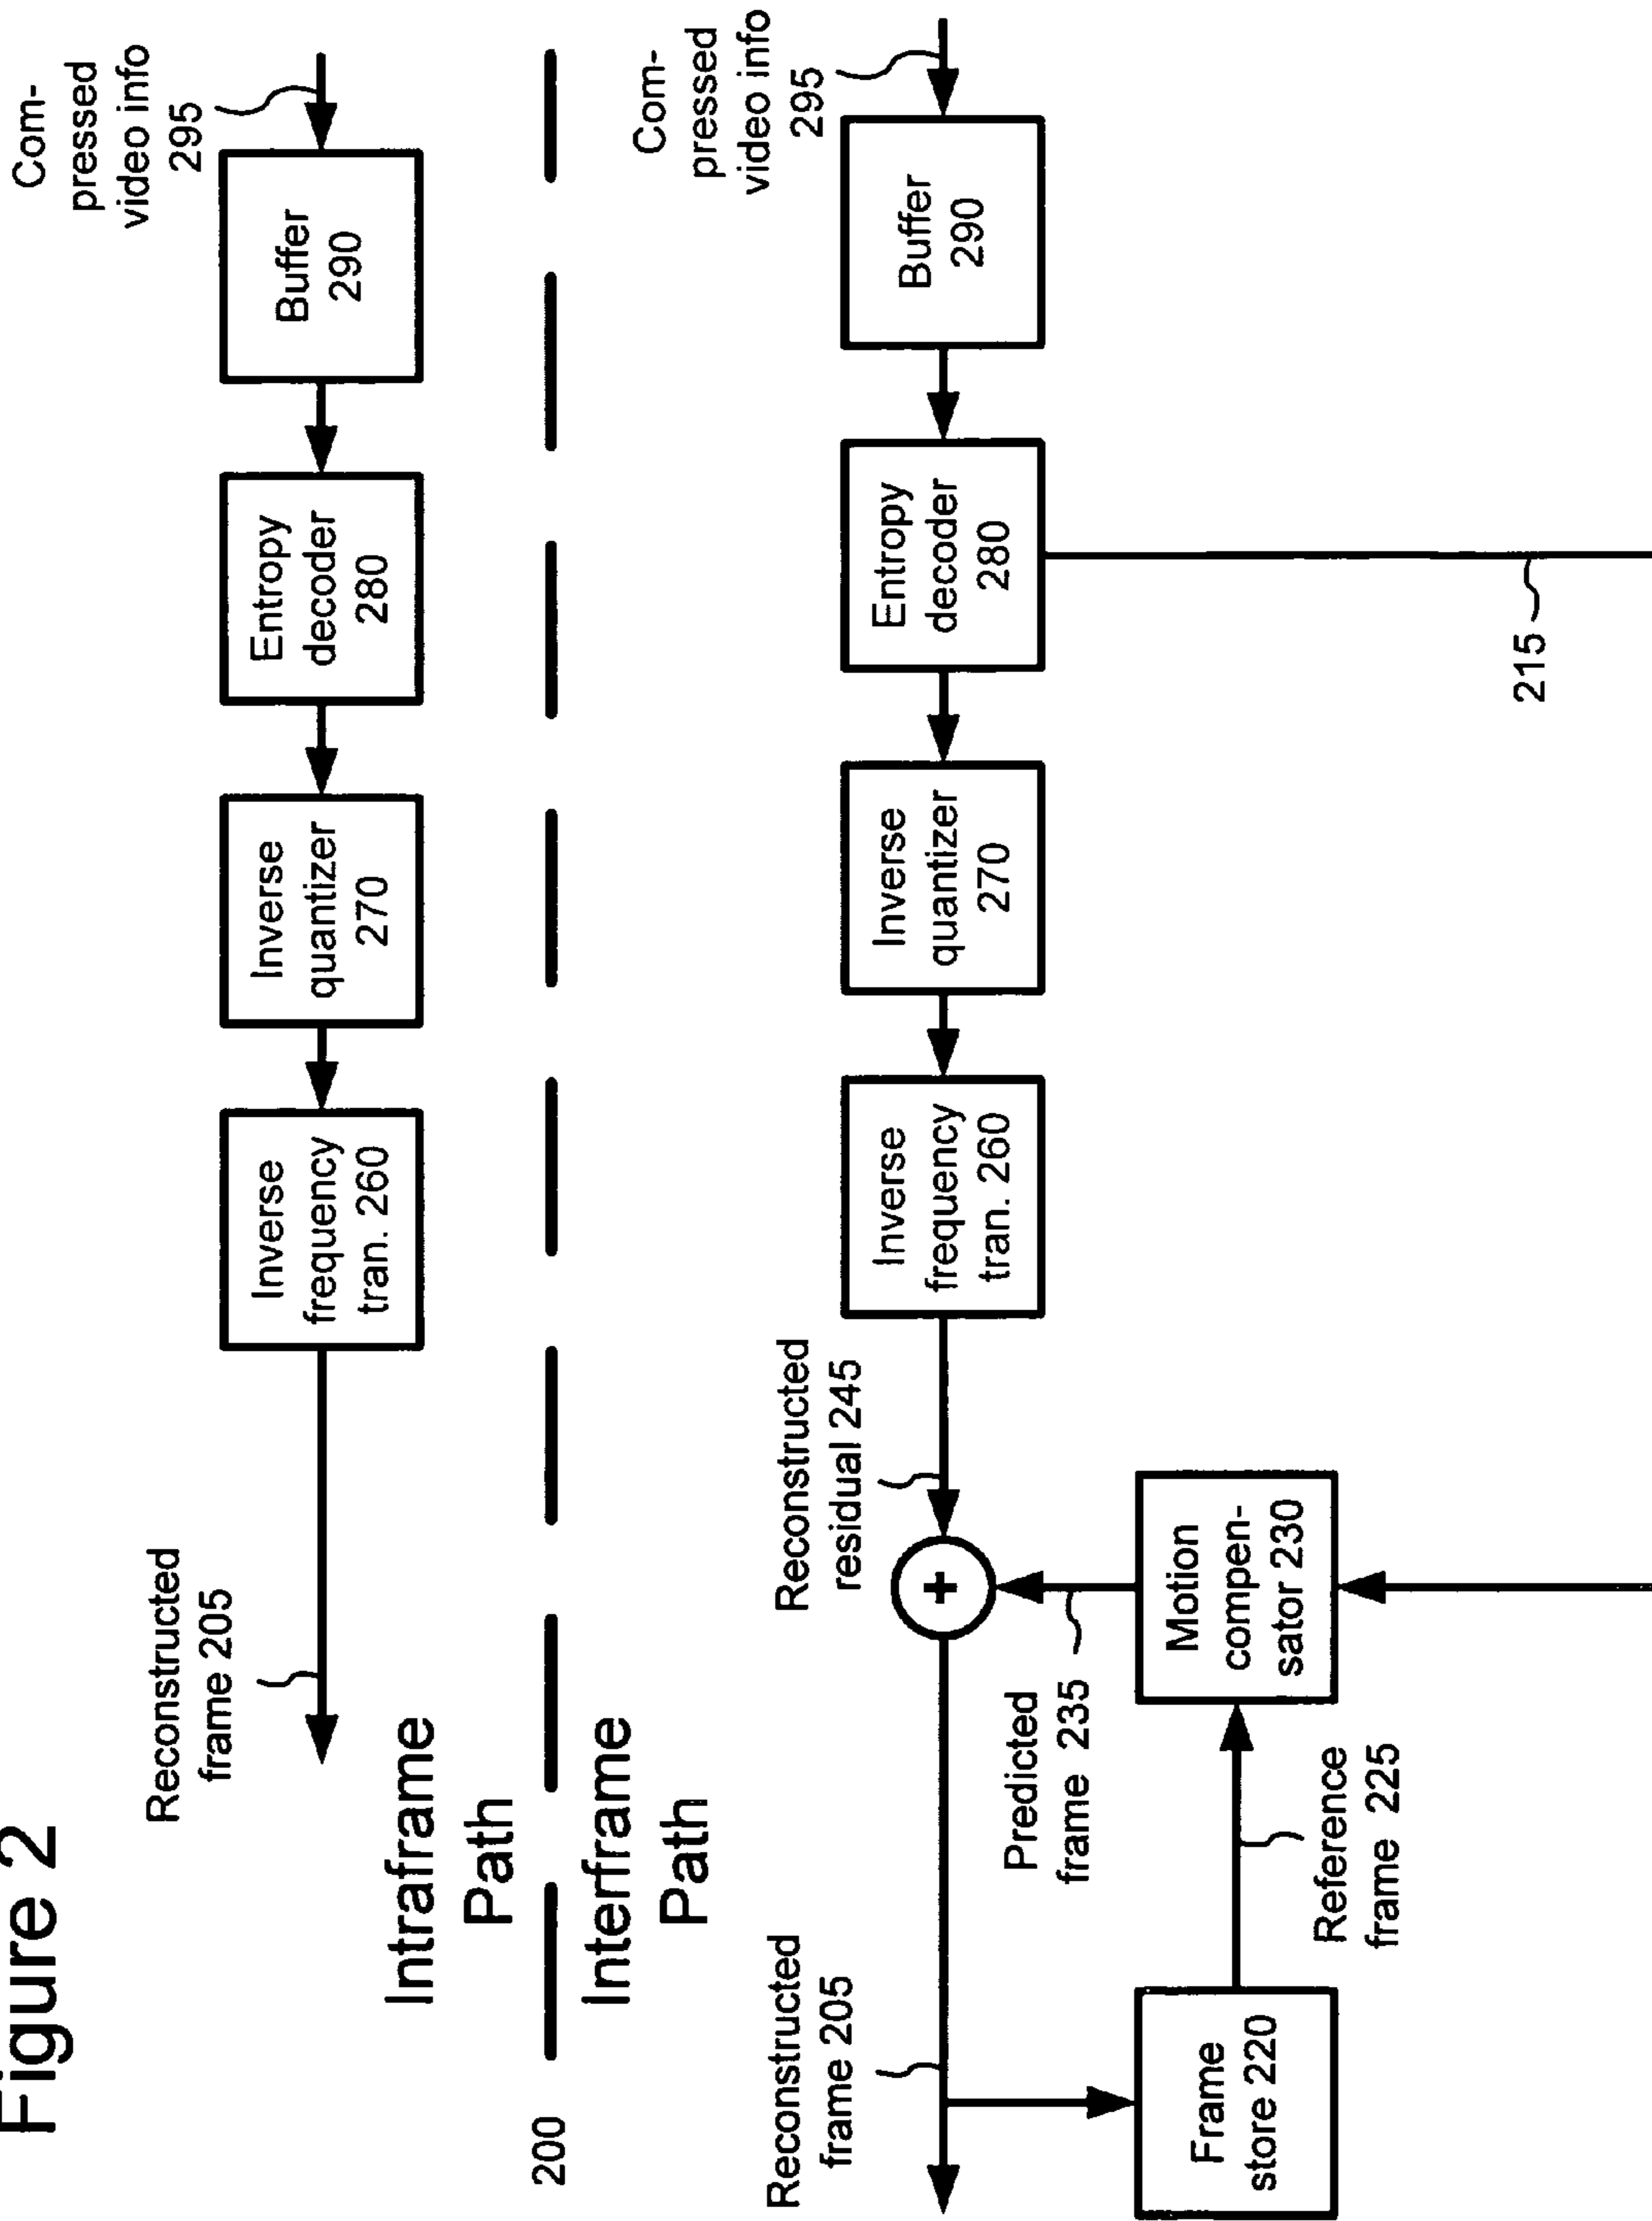 Figure 2
Reconstructed
frame 205
Inverse
frequency
tran. 260
Inverse
quantizer
270
Entropy
decoder
280
Buffer
290
Com-
pressed
video info
295
Intraframe
Path
200
Interframe
Path
Reconstructed
frame 205
Reconstructed
residual 245
Inverse
frequency
tran. 260
Inverse
quantizer
270
Entropy
decoder
280
Buffer
290
Com-
pressed
video info
295
+
Predicted
frame 235
Frame
store 220
Reference
frame 225
Motion
compen-
sator 230
215